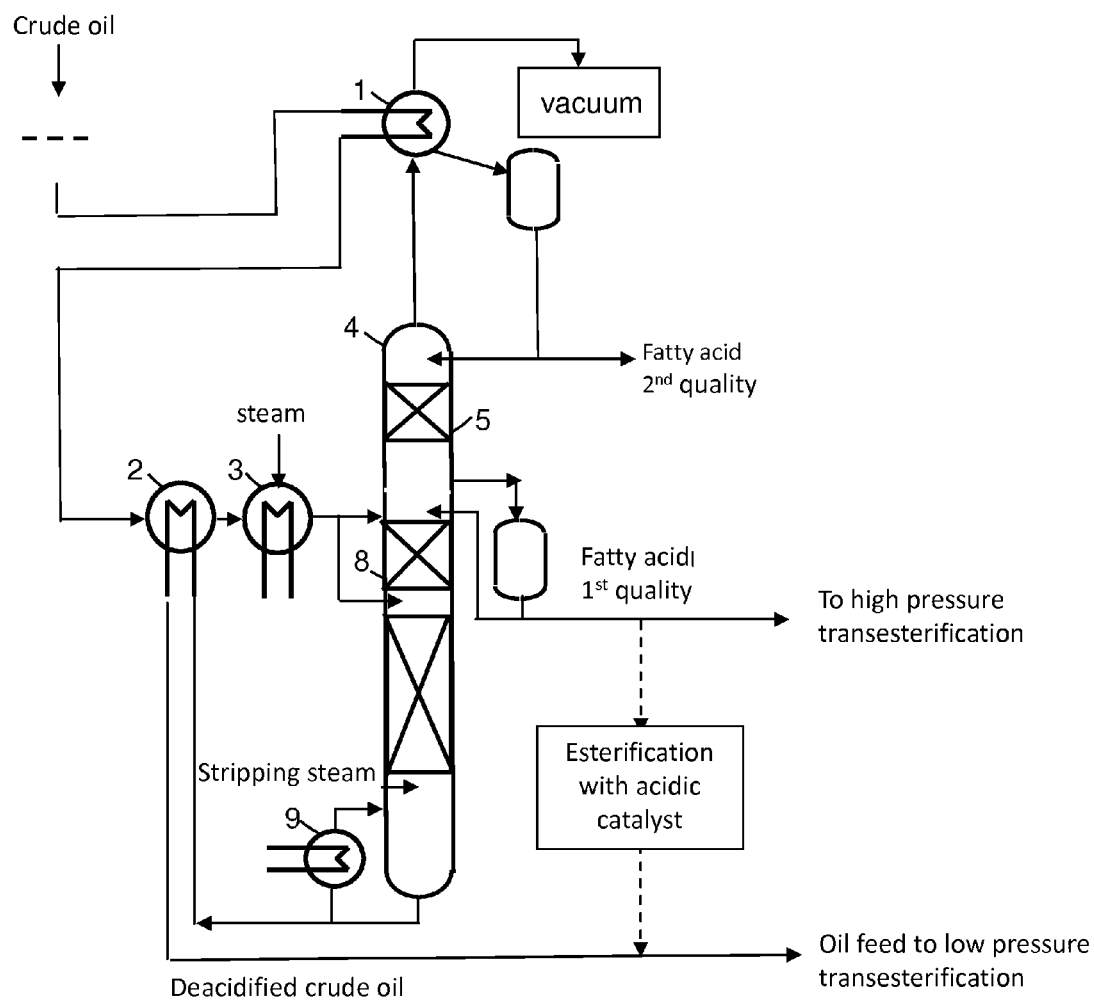 Crude oil
1
vacuum
4
Fatty acid
2nd quality
5
steam
2
3
8
Fatty acid
1st quality
To high pressure
transesterification
Esterification
with acidic
catalyst
Stripping steam
9
Oil feed to low pressure
transesterification
Deacidified crude oil